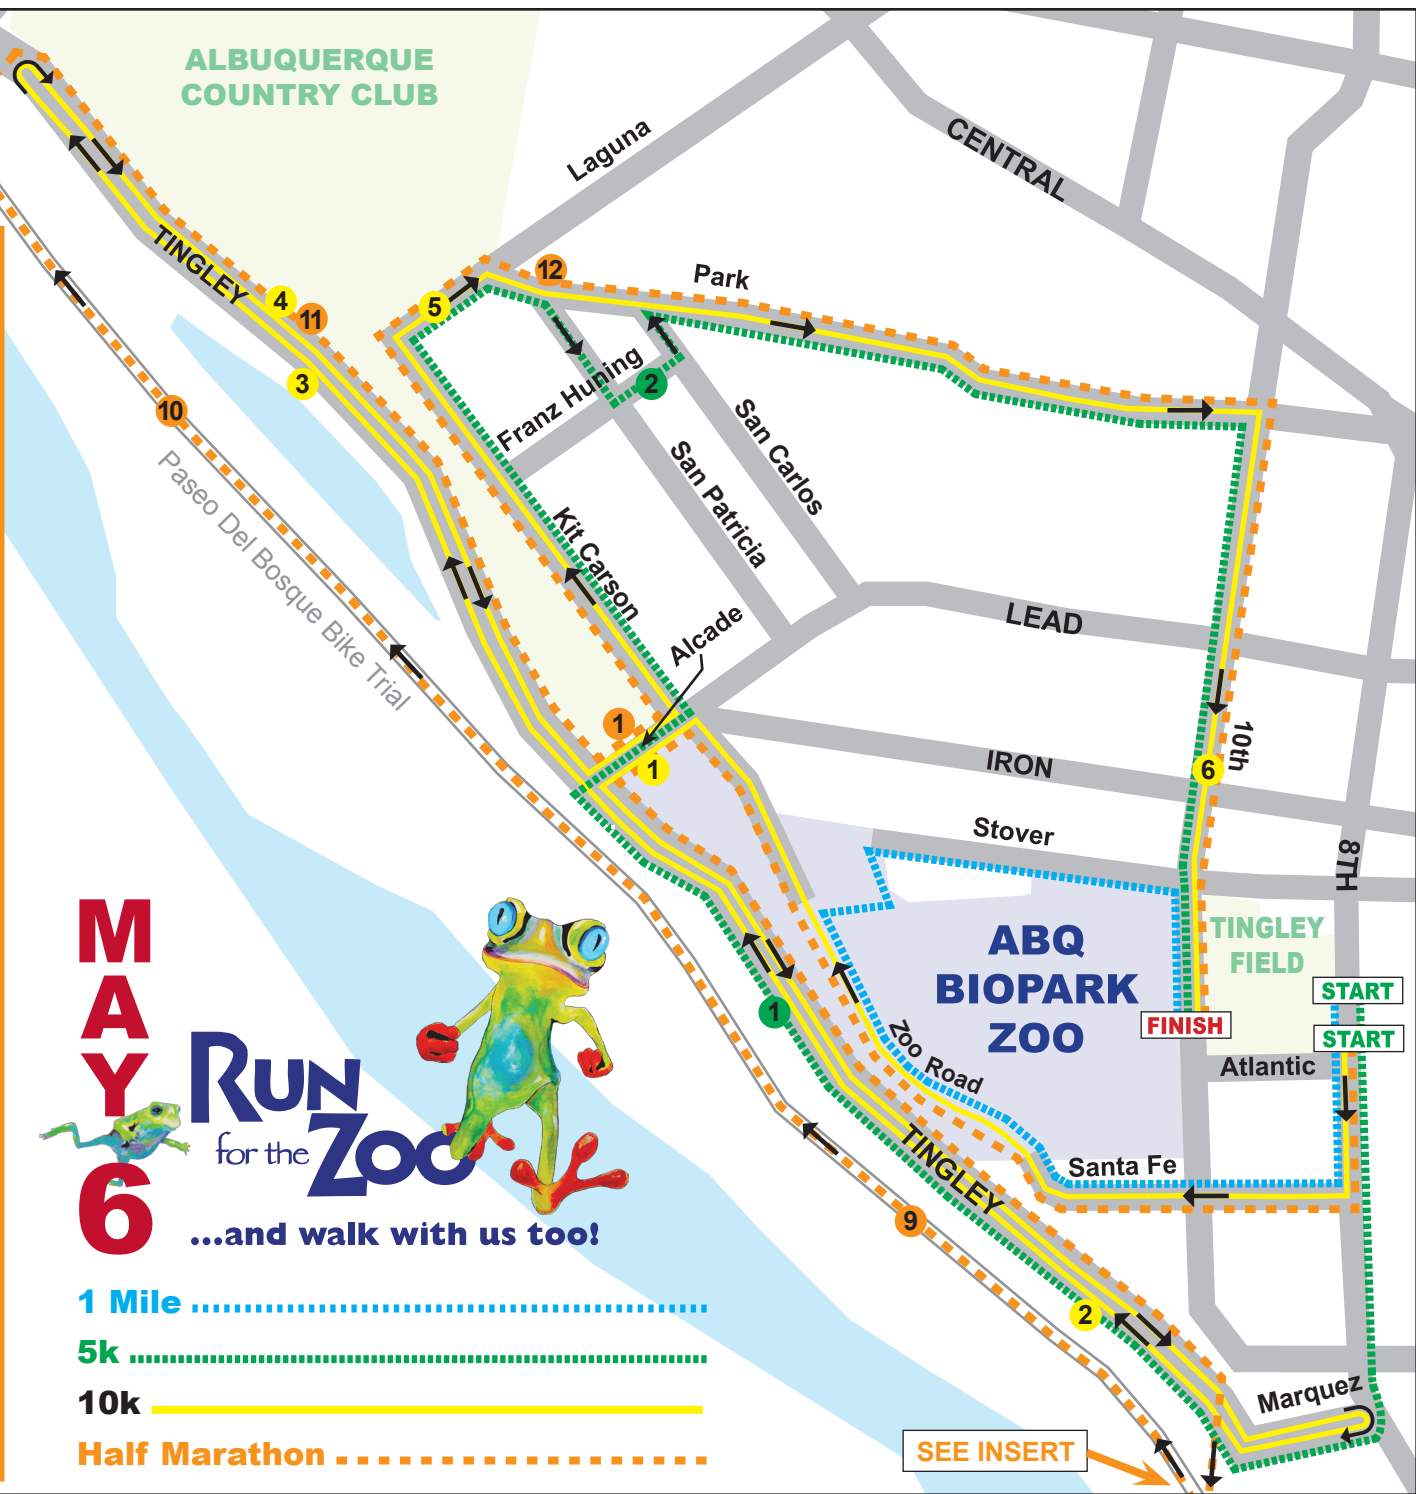 ALBUQUERQUE
COUNTRY CLUB
Laguna
CENTRAL
TINGLEY
4
11
3
5
12
Park
10
Franz Huning
2
San Carlos
San Patricia
Paseo Del Bosque Bike Trial
Kit Carson
Alcade
LEAD
1
1
IRON
6
10th
Stover
8TH
ABQ
BIOPARK
ZOO
TINGLEY
FIELD
START
START
FINISH
Atlantic
1
Zoo Road
TINGLEY
Santa Fe
9
2
Marquez
SEE INSERT
MAY
6
RUN
for the
ZOO
...and walk with us too!
1 Mile
5k
10k
Half Marathon